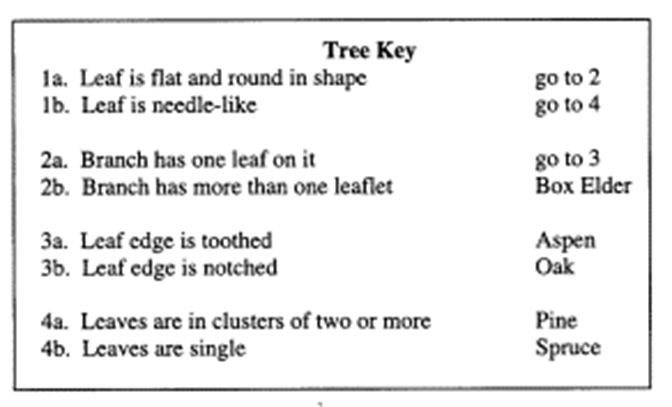 Tree Key
1a. Leaf is flat and round in shape go to 2
1b. Leaf is needle-like go to 4
2a. Branch has one leaf on it go to 3
2b. Branch has more than one leaflet Box Elder
3a. Leaf edge is toothed Aspen
3b. Leaf edge is notched Oak
4a. Leaves are in clusters of two or more Pine
4b. Leaves are single Spruce